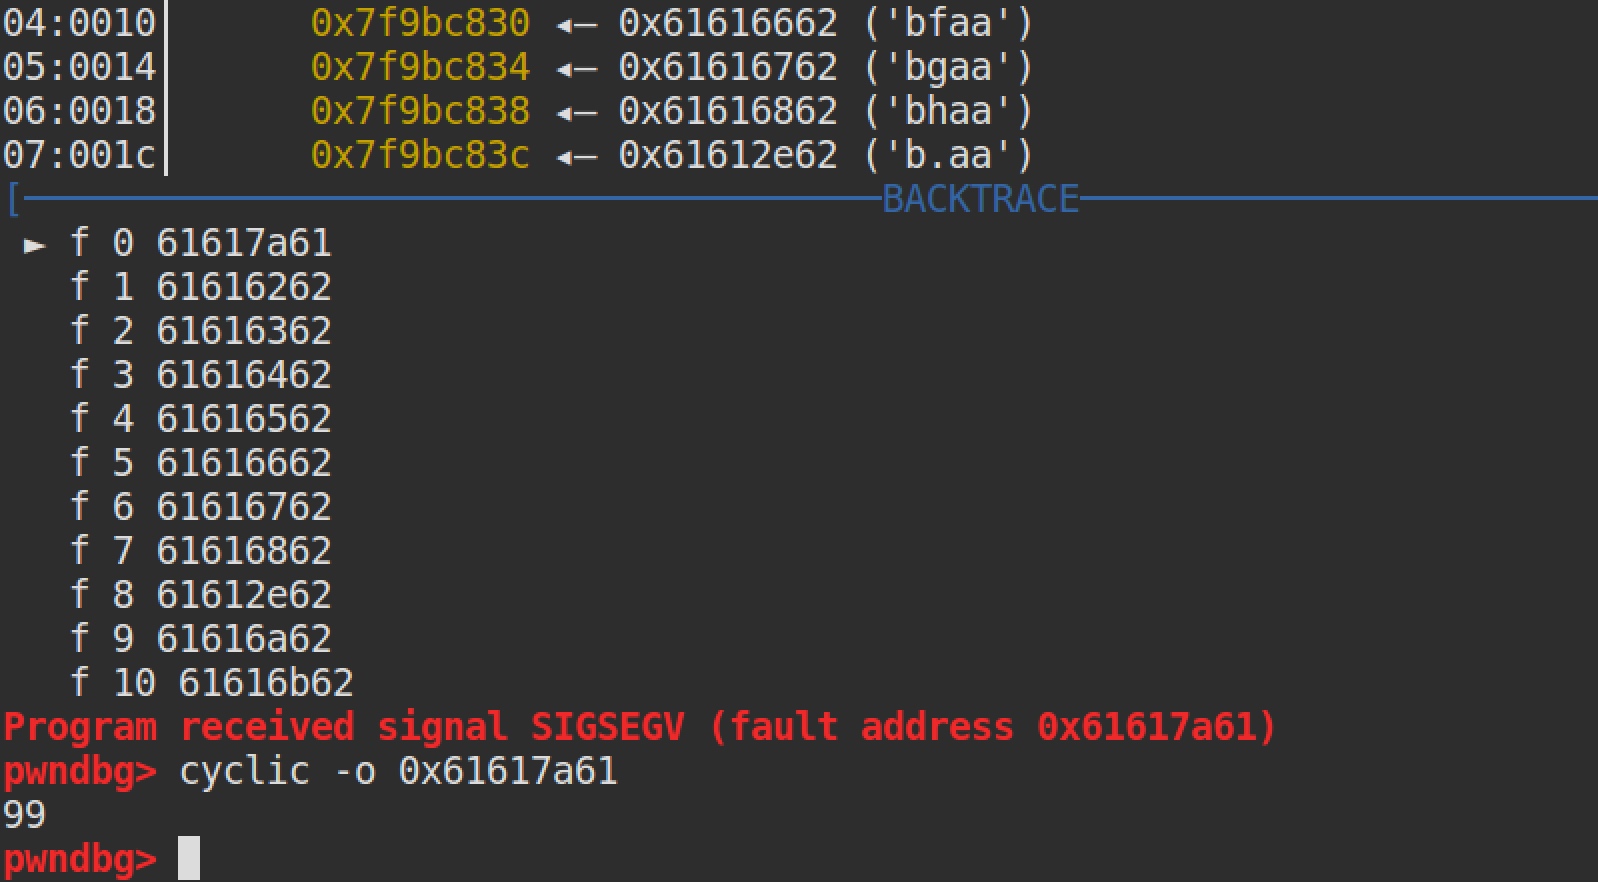 04:0010│ 0x7f9bc830 ◂— 0x61616662 ('bfaa')
05:0014│ 0x7f9bc834 ◂— 0x61616762 ('bgaa')
06:0018│ 0x7f9bc838 ◂— 0x61616862 ('bhaa')
07:001c│ 0x7f9bc83c ◂— 0x61612e62 ('b.aa')
[─BACKTRACE─
► f 0 61617a61
f 1 61616262
f 2 61616362
f 3 61616462
f 4 61616562
f 5 61616662
f 6 61616762
f 7 61616862
f 8 61612e62
f 9 61616a62
f 10 61616b62
Program received signal SIGSEGV (fault address 0x61617a61)
pwndbg> cyclic -o 0x61617a61
99
pwndbg>